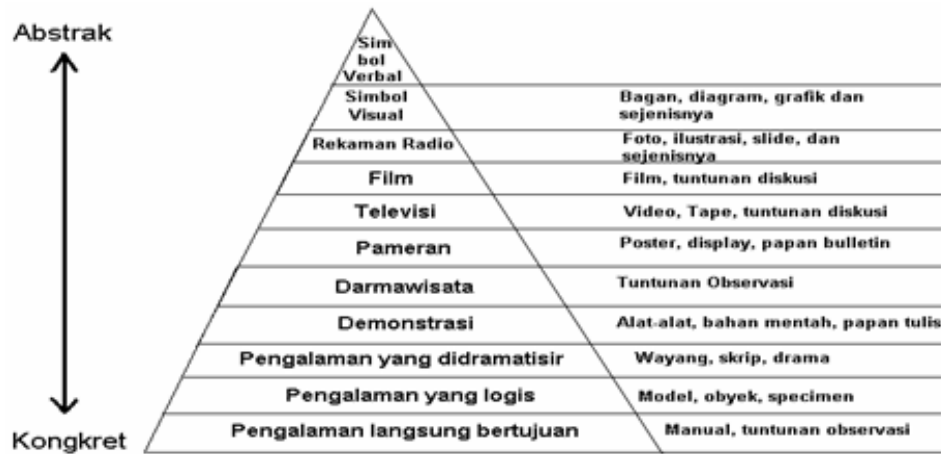 Abstrak
Sim
bol
Verbal
Simbol
Visual
Bagan, diagram, grafik dan
sejenisnya
Rekaman Radio
Foto, ilustrasi, slide, dan
sejenisnya
Film
Film, tuntunan diskusi
Televisi
Video, Tape, tuntunan diskusi
Pameran
Poster, display, papan bulletin
Darmawisata
Tuntunan Observasi
Demonstrasi
Alat-alat, bahan mentah, papan tulis
Pengalaman yang didramatisir
Wayang, skrip, drama
Pengalaman yang logis
Model, obyek, specimen
Kongkret
Pengalaman langsung bertujuan
Manual, tuntunan observasi